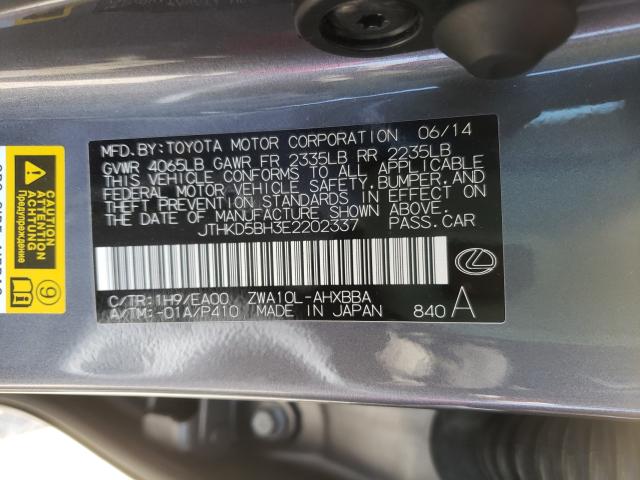 MFD.BY:TOYOTA MOTOR CORPORATION 06/14
GVWR 4065LB GAWR FR 2335LB RR 2235LB
THIS VEHICLE CONFORMS TO ALL APPLICABLE
FEDERAL MOTOR VEHICLE SAFETY,BUMPER,AND
THEFT PREVENTION STANDARDS IN EFFECT ON
THE DATE OF MANUFACTURE SHOWN ABOVE.
JTHKD5BH3E2202337 PASS.CAR
C/TR:1H9/EA00 ZWA10L-AHXBBA
A/TM:-01A/P410 MADE IN JAPAN 840 A
CAUTION
ATTENTION
ACHTUNG
Предупреждение
9